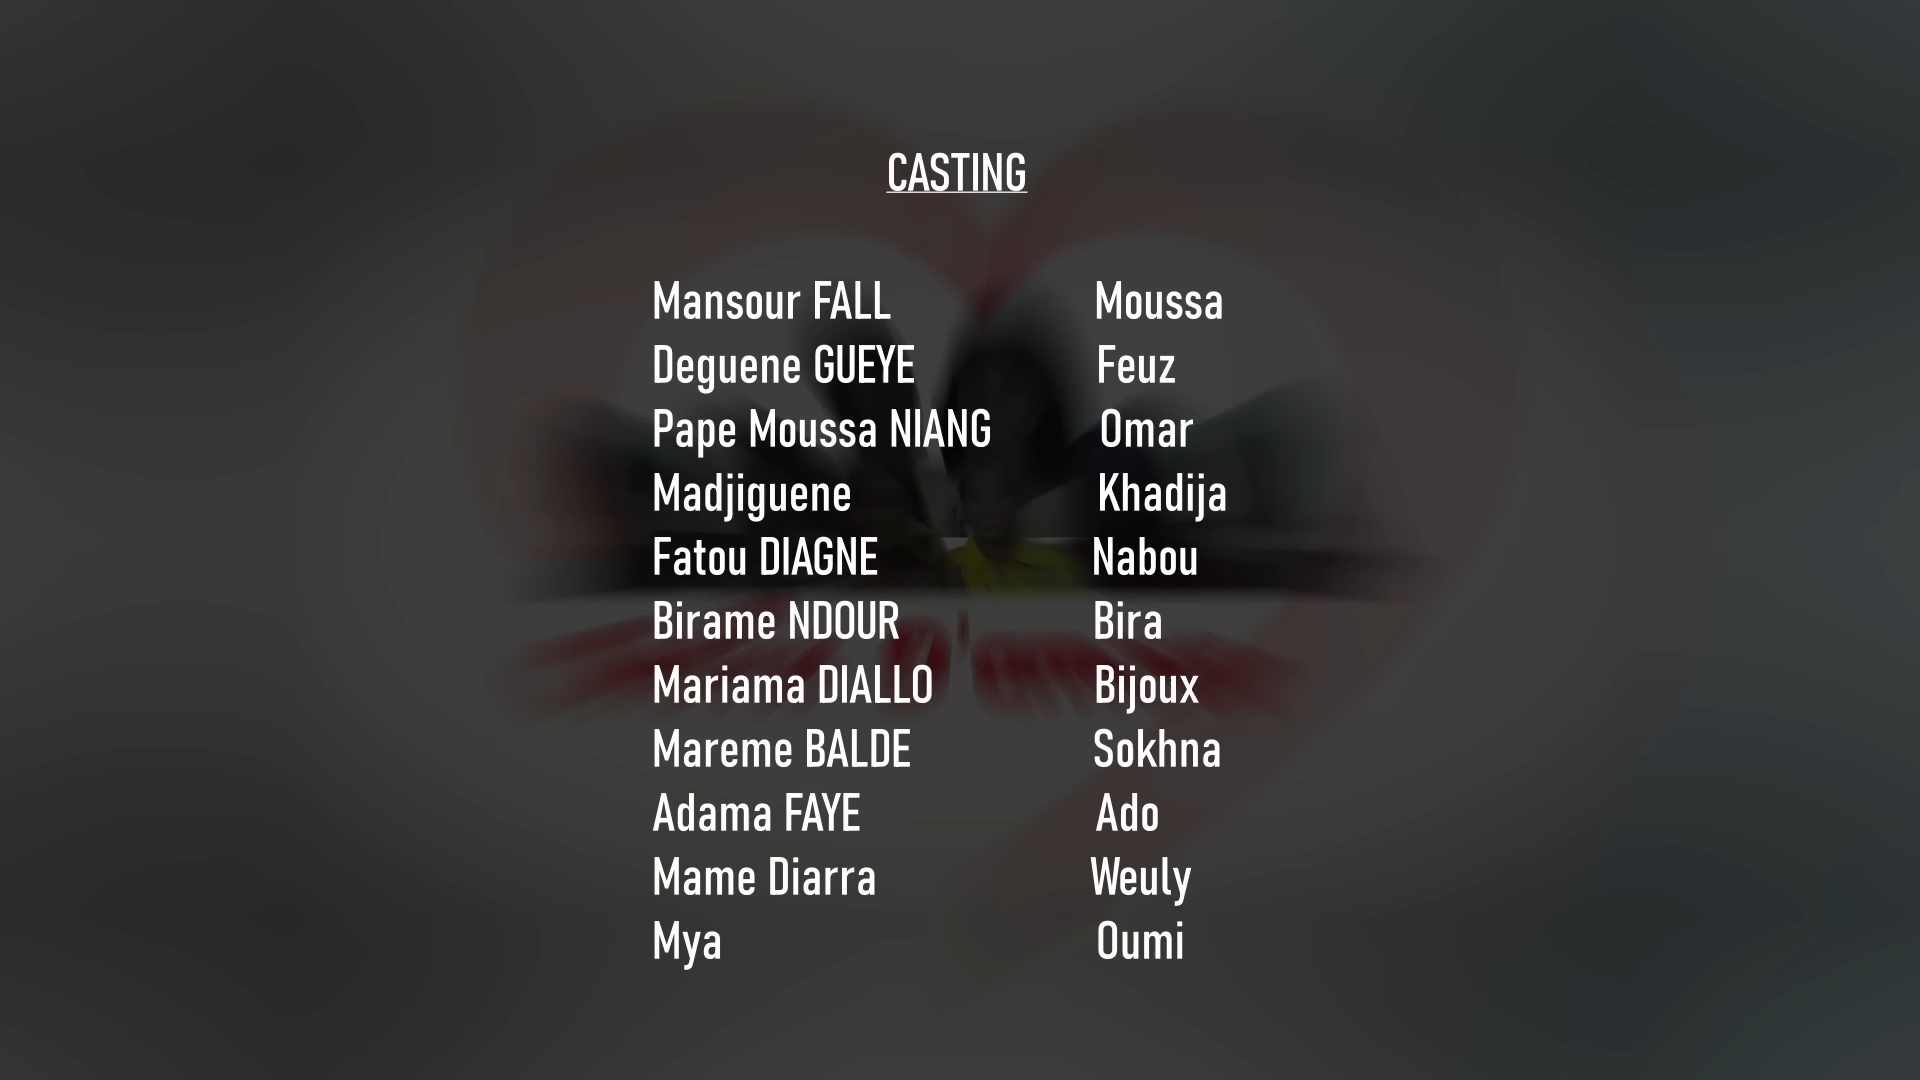 CASTING
Mansour FALL Moussa
Deguene GUEYE Feuz
Pape Moussa NIANG Omar
Madjiguene Khadija
Fatou DIAGNE Nabou
Birame NDOUR Bira
Mariama DIALLO Bijoux
Mareme BALDE Sokhna
Adama FAYE Ado
Mame Diarra Weuly
Mya Oumi